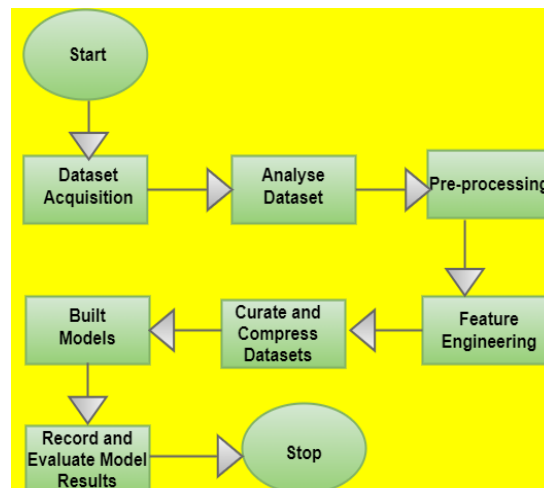 Start
Dataset
Acquisition
Analyse
Dataset
Pre-processing
Feature
Engineering
Curate and
Compress
Datasets
Built
Models
Record and
Evaluate Model
Results
Stop